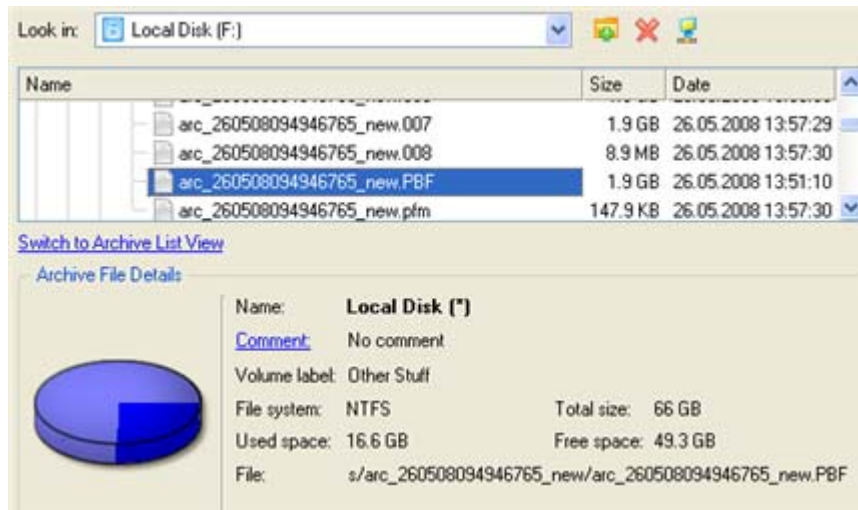 Look in: Local Disk (F:)
Name Size Date
arc_260508094946765_new.007 1.9 GB 26.05.2008 13:57:29
arc_260508094946765_new.008 8.9 MB 26.05.2008 13:57:30
arc_260508094946765_new.PBF 1.9 GB 26.05.2008 13:51:10
arc_260508094946765_new.pfm 147.9 KB 26.05.2008 13:57:30
Switch to Archive List View
Archive File Details
Name: Local Disk (*)
Comment: No comment
Volume label: Other Stuff
File system: NTFS Total size: 66 GB
Used space: 16.6 GB Free space: 49.3 GB
File: s/arc_260508094946765_new/arc_260508094946765_new.PBF